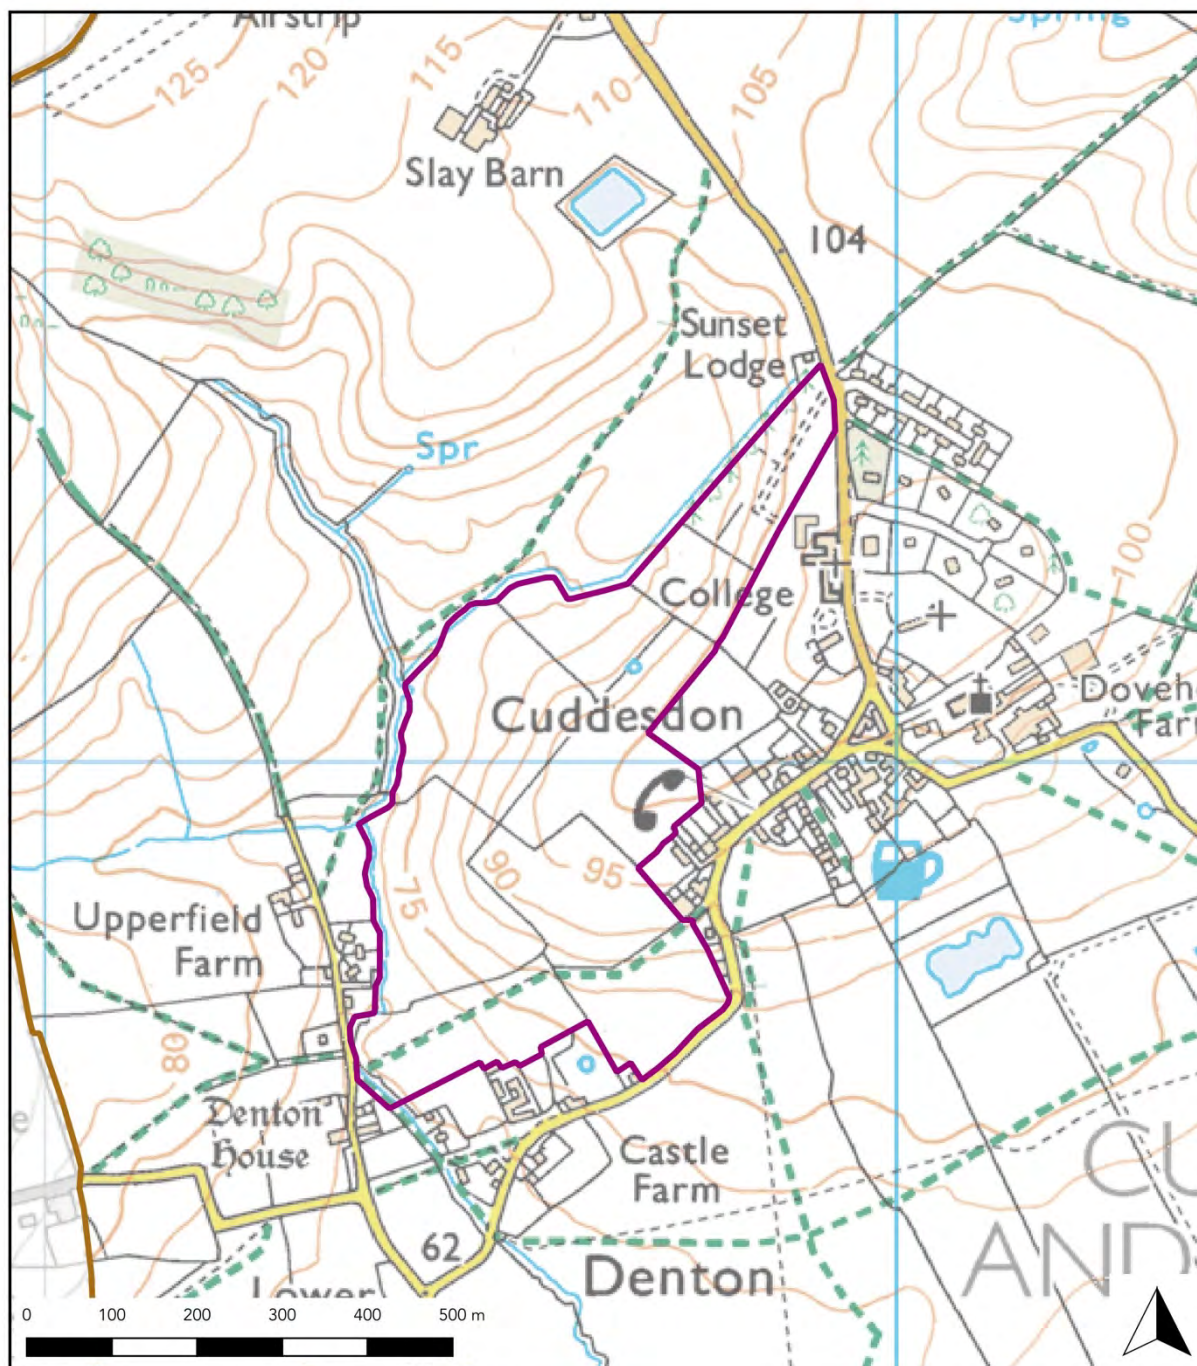 Airstrip
Spring
125
120
115
110
105
Slay Barn
104
Sunset
Lodge
Spr
100
College
Cuddesdon
Farm
95
90
75
Upperfield
Farm
80
Denton
House
Castle
Farm
62
Denton
Lower
CU
AND
0 100 200 300 400 500 m